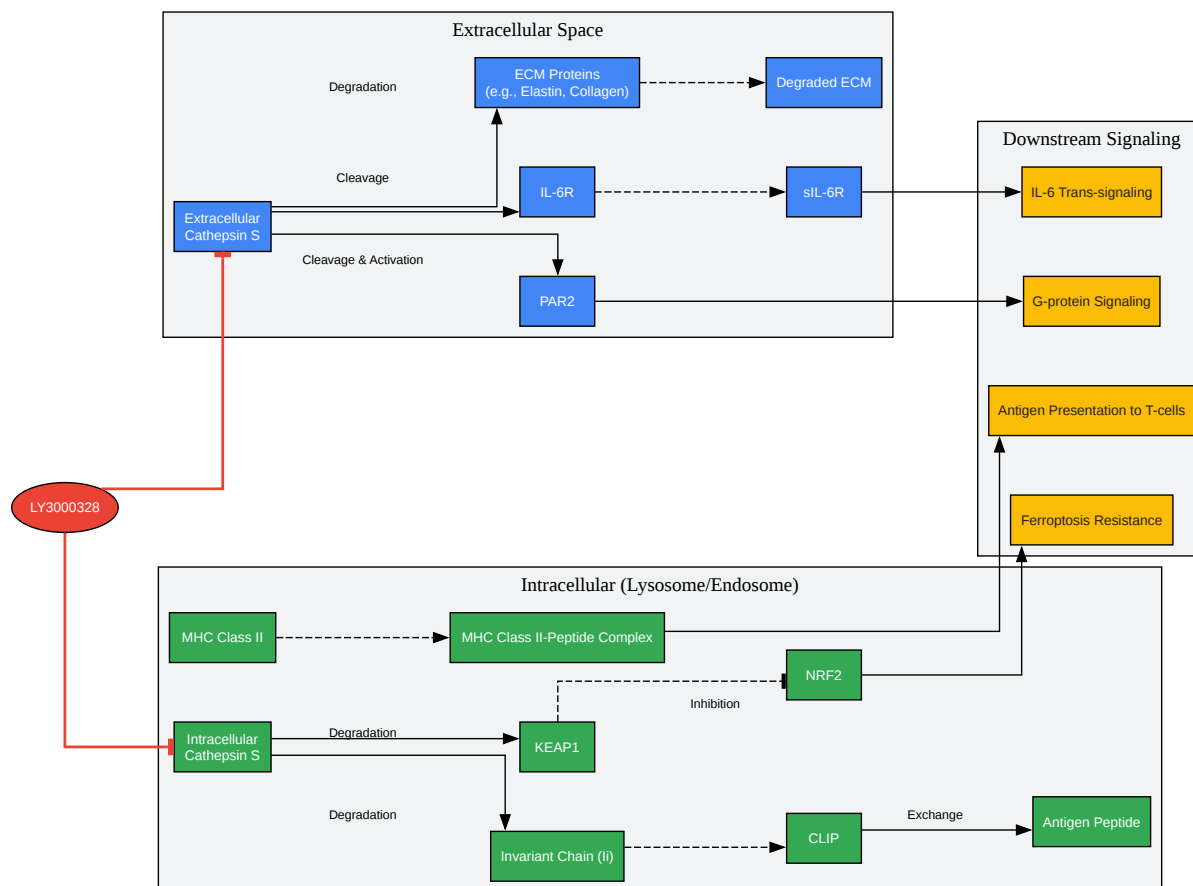 Extracellular Space
Degradation
ECM Proteins
(e.g., Elastin, Collagen)
Degraded ECM
Downstream Signaling
Cleavage
IL-6R
sIL-6R
IL-6 Trans-signaling
Extracellular
Cathepsin S
Cleavage & Activation
PAR2
G-protein Signaling
Antigen Presentation to T-cells
LY3000328
Ferroptosis Resistance
Intracellular (Lysosome/Endosome)
MHC Class II
MHC Class II-Peptide Complex
NRF2
Inhibition
Intracellular
Cathepsin S
Degradation
KEAP1
Degradation
Invariant Chain (Ii)
CLIP
Exchange
Antigen Peptide